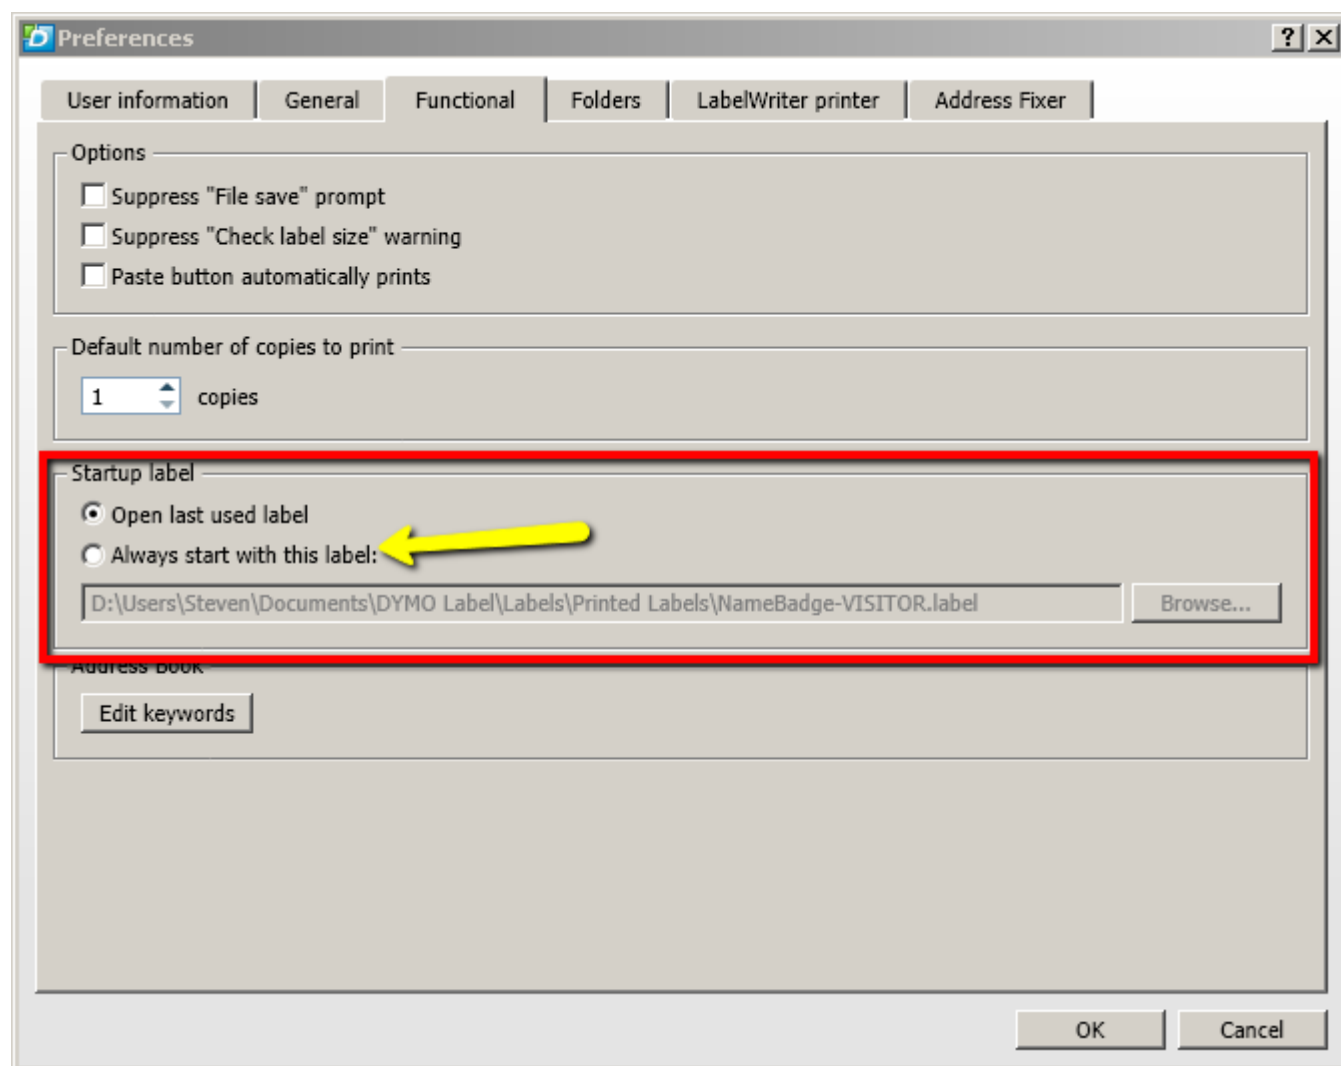 Preferences
User information General Functional Folders LabelWriter printer Address Fixer
Options
Suppress "File save" prompt
Suppress "Check label size" warning
Paste button automatically prints
Default number of copies to print
1 copies
Startup label
Open last used label
Always start with this label:
D:\Users\Steven\Documents\DYMO Label\Labels\Printed Labels\NameBadge-VISITOR.label Browse...
Address Book
Edit keywords
OK Cancel